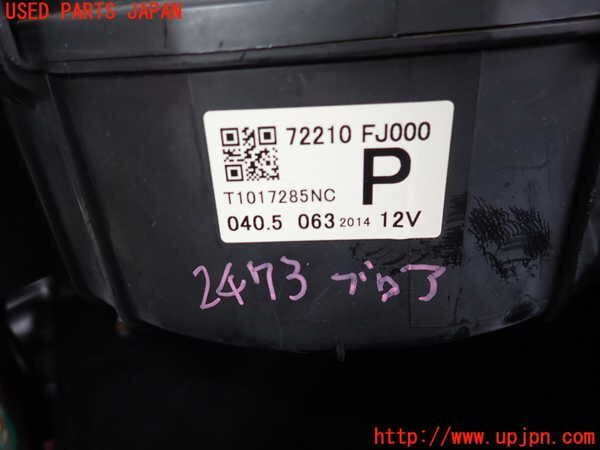 USED PARTS JAPAN
72210 FJ000
P
T1017285NC
040.5 063 2014 12V
2473 ブロア
http://www.upjpn.com/